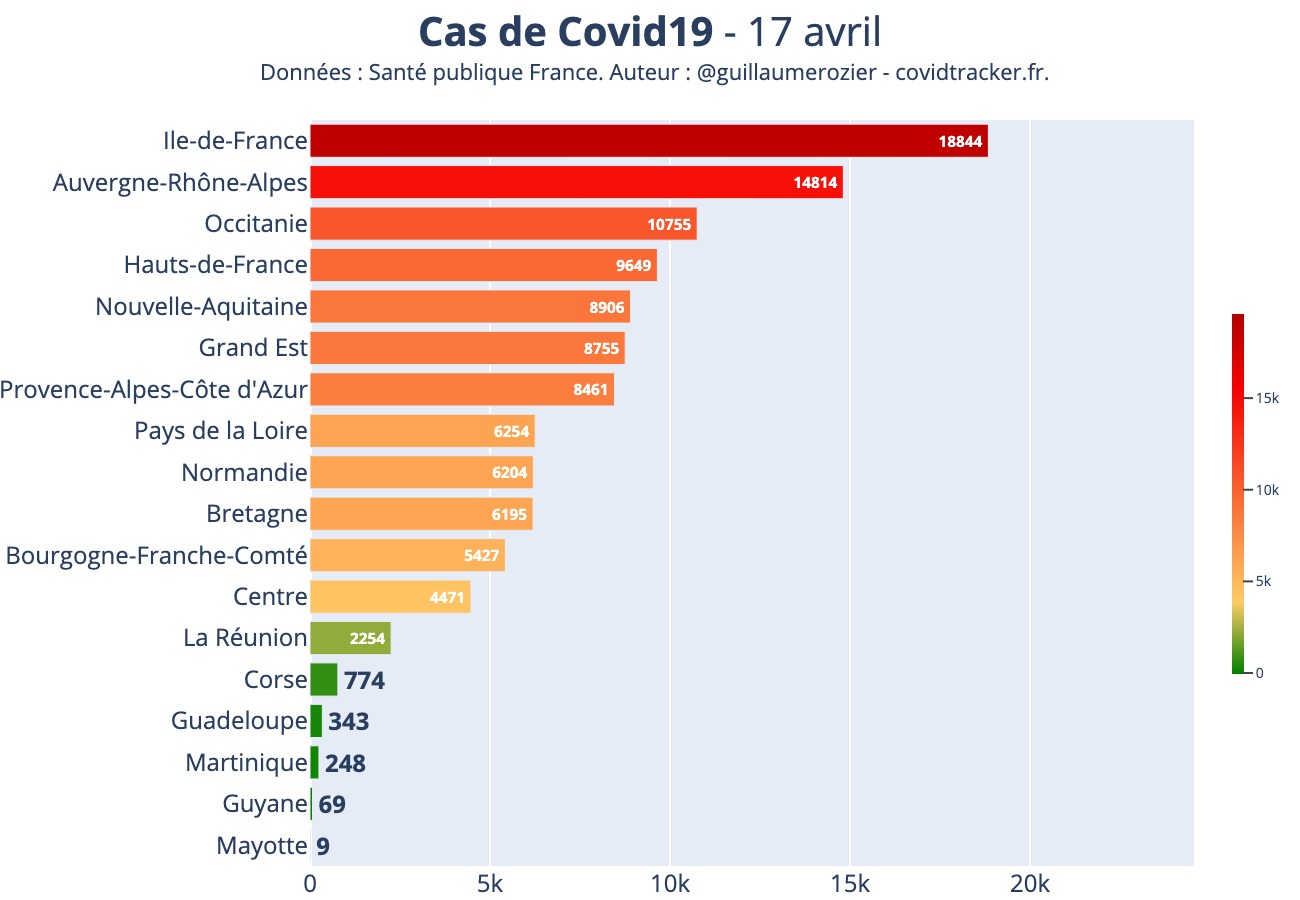 Cas de Covid19 - 17 avril
Données : Santé publique France. Auteur : @guillaumerozier - covidtracker.fr.
Ile-de-France 18844
Auvergne-Rhône-Alpes 14814
Occitanie 10755
Hauts-de-France 9649
Nouvelle-Aquitaine 8906
Grand Est 8755
Provence-Alpes-Côte d'Azur 8461
Pays de la Loire 6254
Normandie 6204
Bretagne 6195
Bourgogne-Franche-Comté 5427
Centre 4471
La Réunion 2254
Corse 774
Guadeloupe 343
Martinique 248
Guyane 69
Mayotte 9
0 5k 10k 15k 20k
15k
10k
5k
0